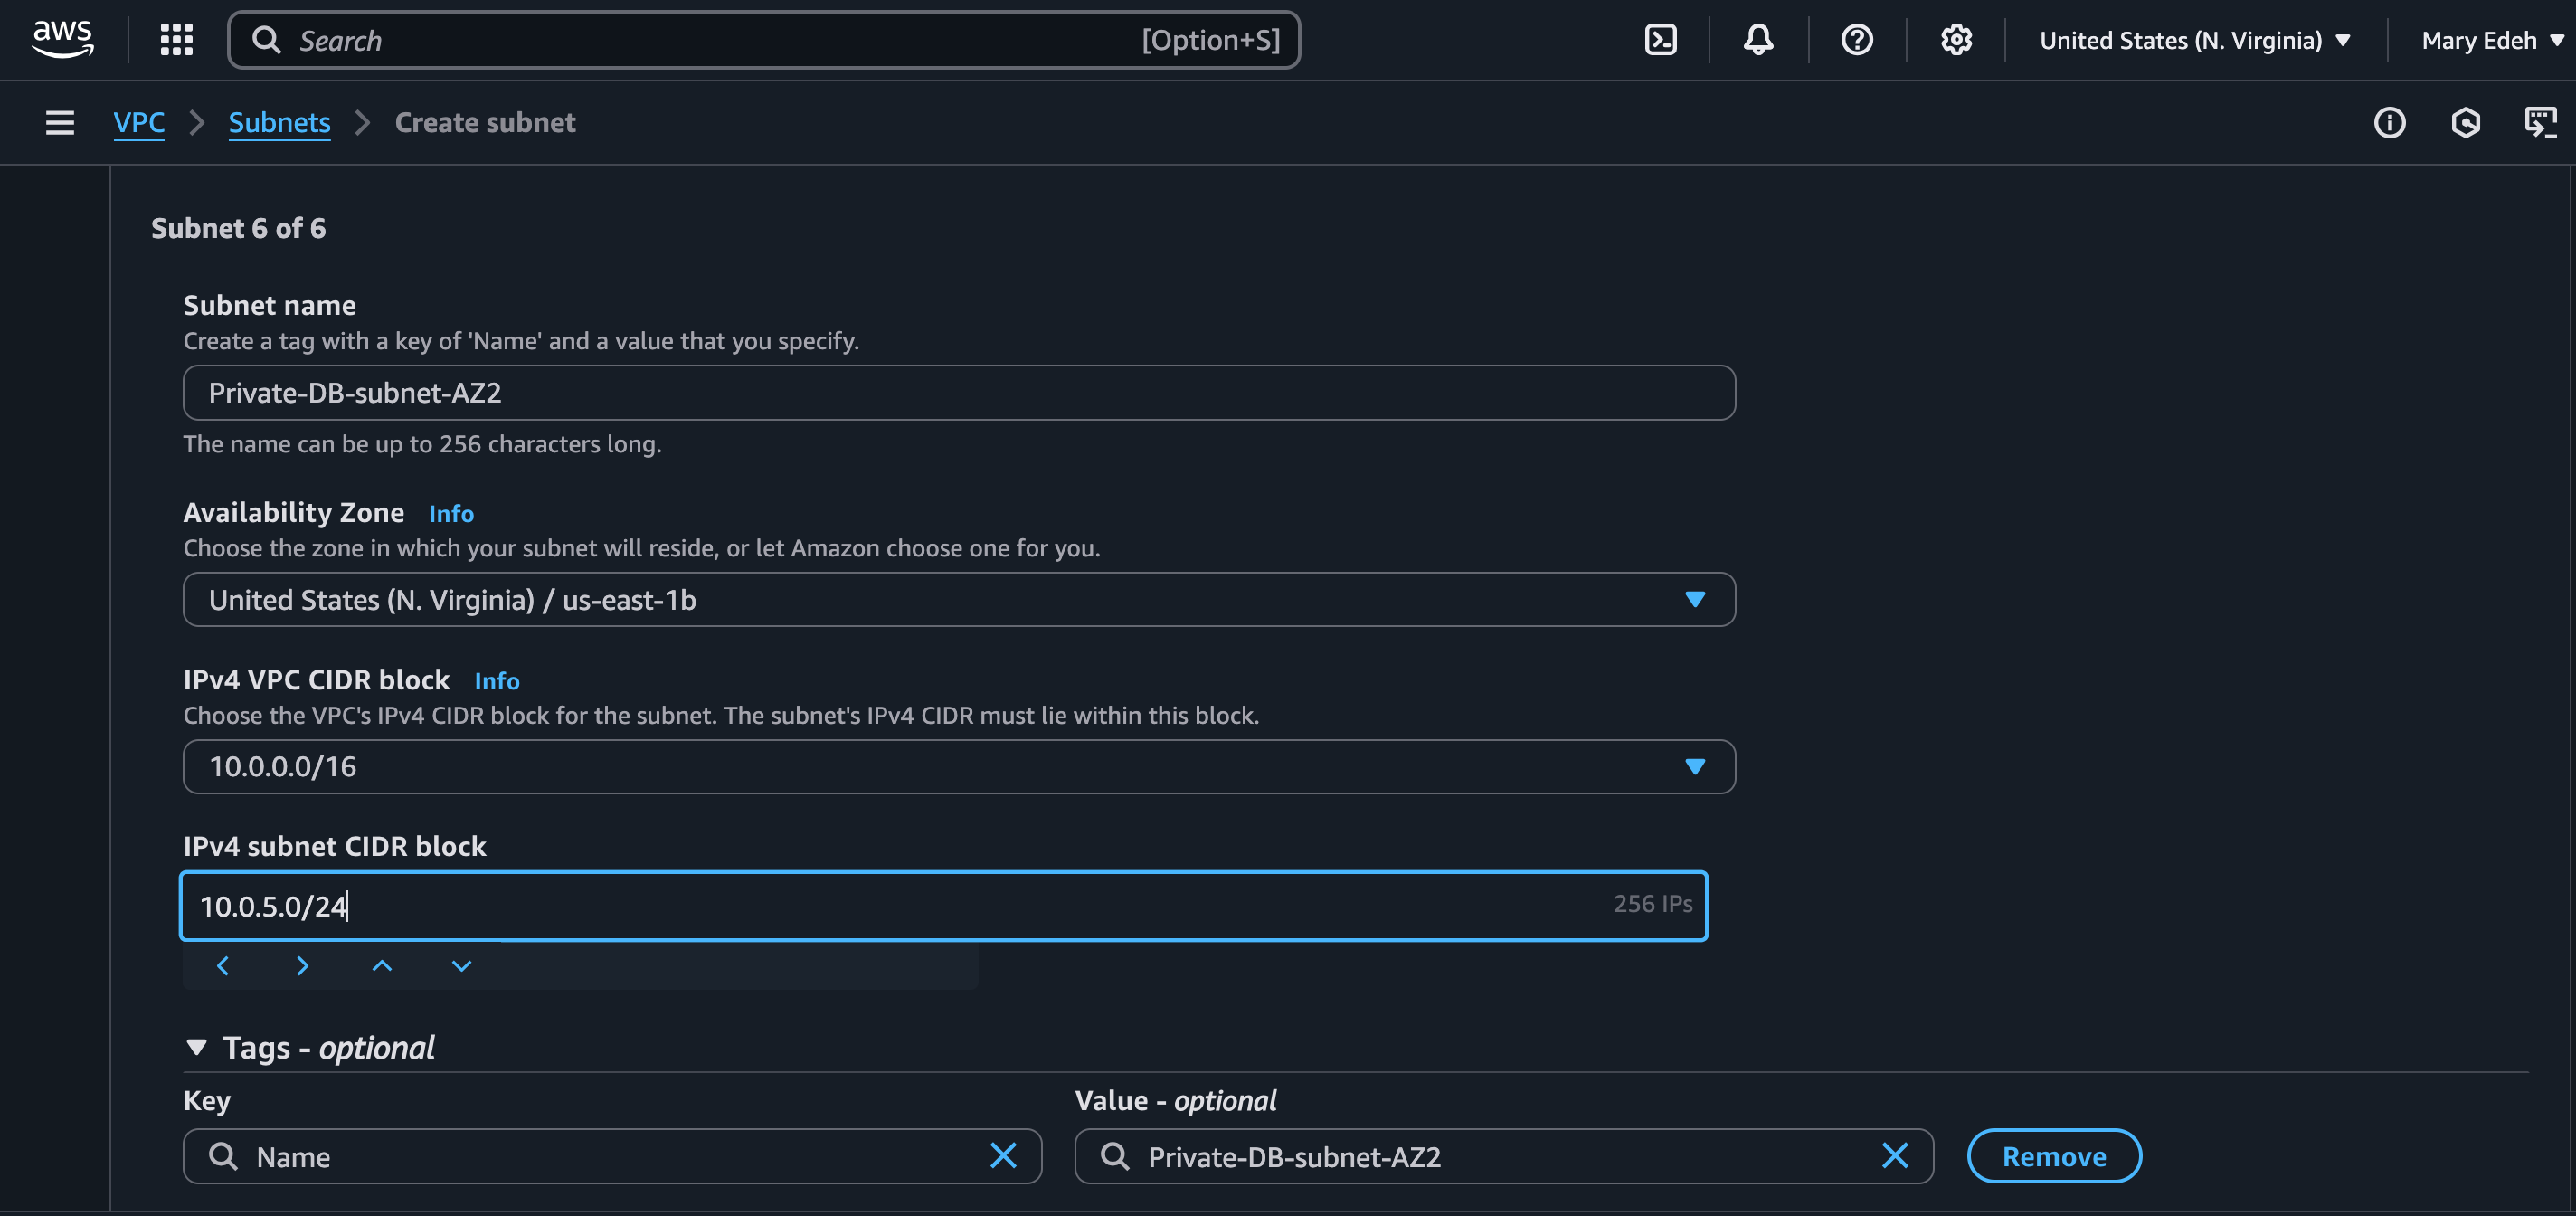 aws
Search [Option+S] United States (N. Virginia) Mary Edeh
VPC Subnets Create subnet
Subnet 6 of 6
Subnet name
Create a tag with a key of 'Name' and a value that you specify.
Private-DB-subnet-AZ2
The name can be up to 256 characters long.
Availability Zone Info
Choose the zone in which your subnet will reside, or let Amazon choose one for you.
United States (N. Virginia) / us-east-1b
IPv4 VPC CIDR block Info
Choose the VPC's IPv4 CIDR block for the subnet. The subnet's IPv4 CIDR must lie within this block.
10.0.0.0/16
IPv4 subnet CIDR block
10.0.5.0/24 256 IPs
Tags - optional
Key Value - optional
Name Private-DB-subnet-AZ2 Remove